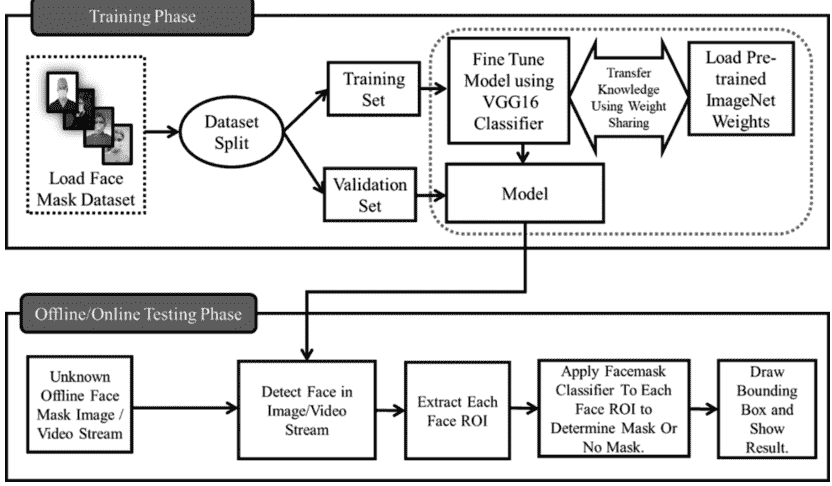 Training Phase
Load Face
Mask Dataset
Dataset
Split
Training
Set
Validation
Set
Fine Tune
Model using
VGG16
Classifier
Transfer
Knowledge
Using Weight
Sharing
Load Pre-
trained
ImageNet
Weights
Model
Offline/Online Testing Phase
Unknown
Offline Face
Mask Image /
Video Stream
Detect Face in
Image/Video
Stream
Extract Each
Face ROI
Apply Facemask
Classifier To Each
Face ROI to
Determine Mask Or
No Mask.
Draw
Bounding
Box and
Show
Result.